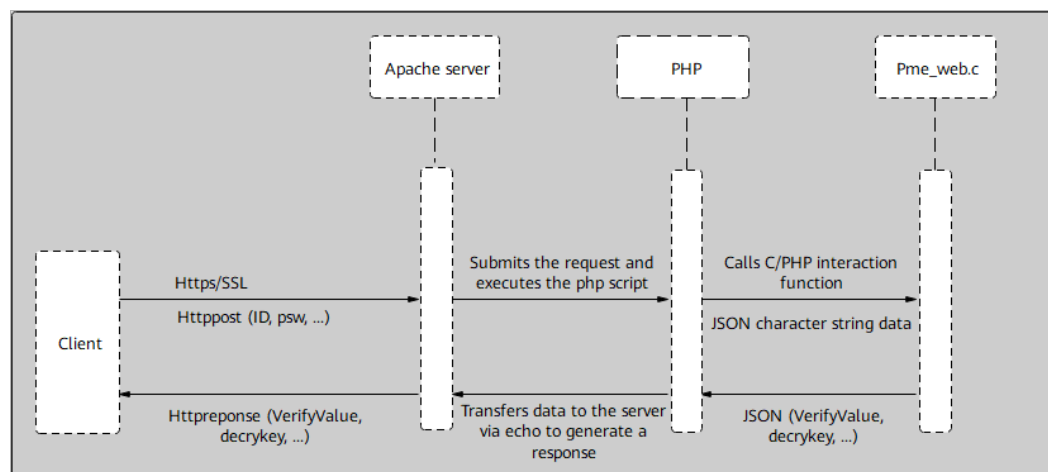 Apache server
PHP
Pme_web.c
Https/SSL
Httppost (ID, psw, ...)
Submits the request and
executes the php script
Calls C/PHP interaction
function
JSON character string data
Client
Httpreponse (VerifyValue,
decrykey, ...)
Transfers data to the server
via echo to generate a
response
JSON (VerifyValue,
decrykey, ...)